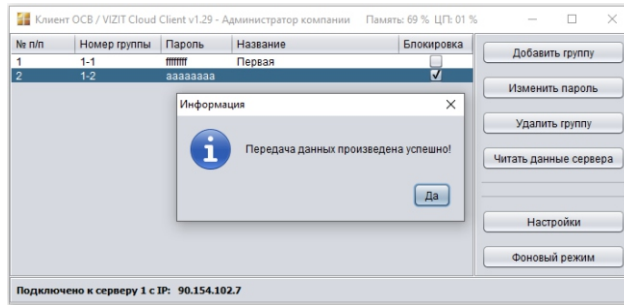 Клиент ОСВ / VIZIT Cloud Client v1.29 - Администратор компании Память: 69 % ЦП: 01 %
№ п/п Номер группы Пароль Название Блокировка
1 1-1 ffffffff Первая
2 1-2 aaaaaaaa
Информация
Передача данных произведена успешно!
Да
Добавить группу
Изменить пароль
Удалить группу
Читать данные сервера
Настройки
Фоновый режим
Подключено к серверу 1 с IP: 90.154.102.7